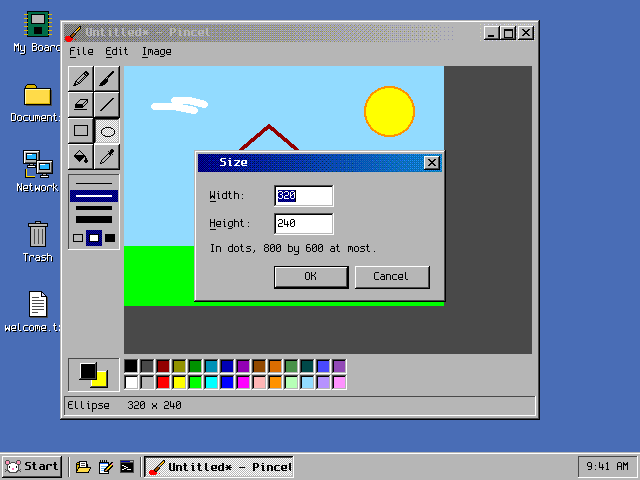 My Board
Documents
Network
Trash
welcome.t
Untitled* - Pincel
File Edit Image
Size
Width: 320
Height: 240
In dots, 800 by 600 at most.
OK Cancel
Ellipse 320 x 240
Start
Untitled* - Pincel
9:41 AM